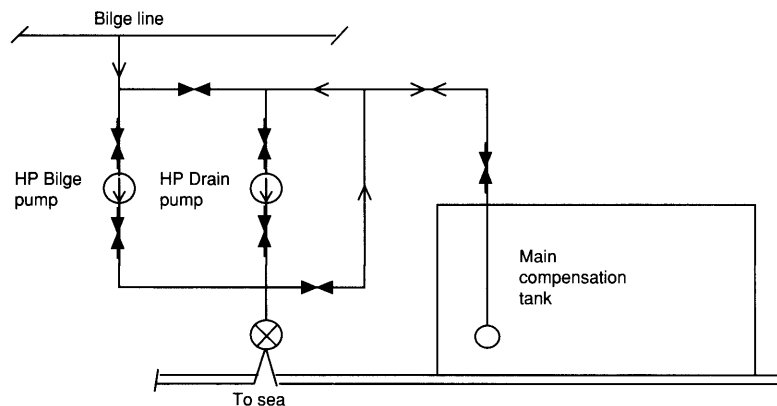 Bilge line
HP Bilge
pump
HP Drain
pump
Main
compensation
tank
To sea